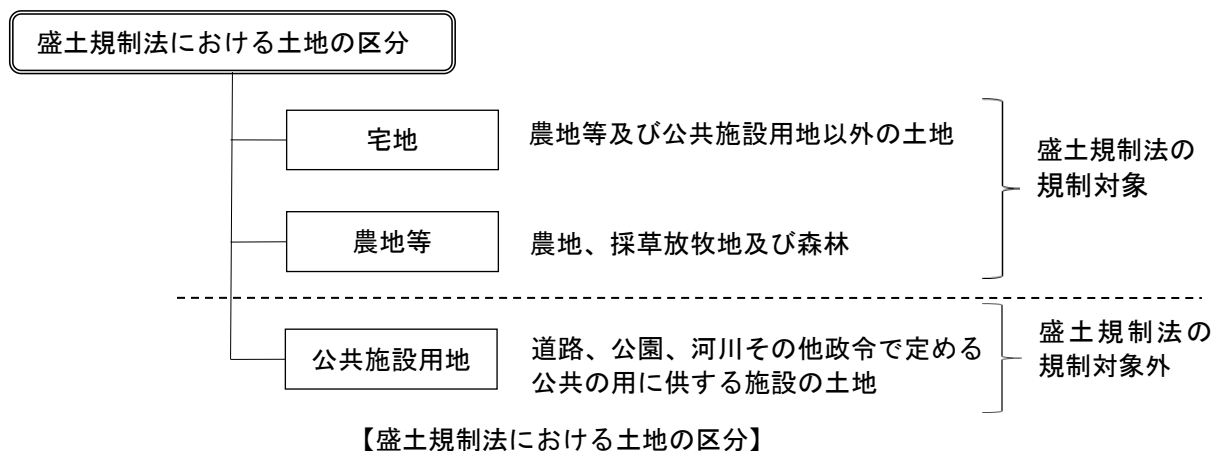 盛土規制法における土地の区分
宅地
農地等及び公共施設用地以外の土地
盛土規制法の
規制対象
農地等
農地、採草放牧地及び森林
公共施設用地
道路、公園、河川その他政令で定める
公共の用に供する施設の土地
盛土規制法の
規制対象外
【盛土規制法における土地の区分】